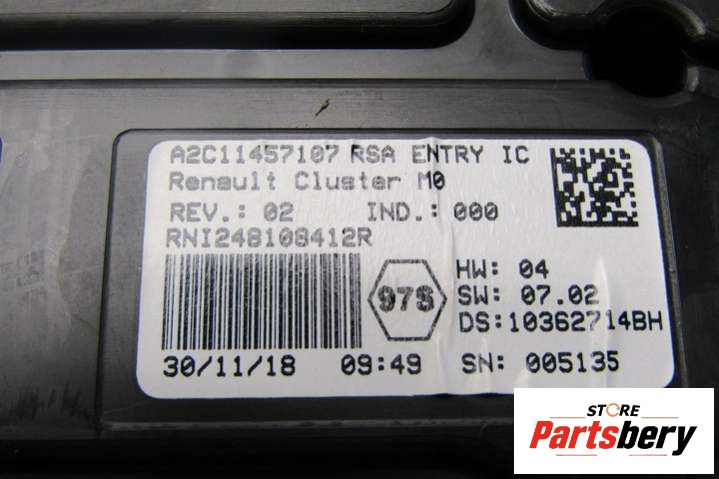 A2C11457107 RSA ENTRY IC
Renault Cluster M0
REV.: 02 IND.: 000
RNI248108412R
97S
HW: 04
SW: 07.02
DS:10362714BH
30/11/18 09:49 SN: 005135
STORE
Partsbery